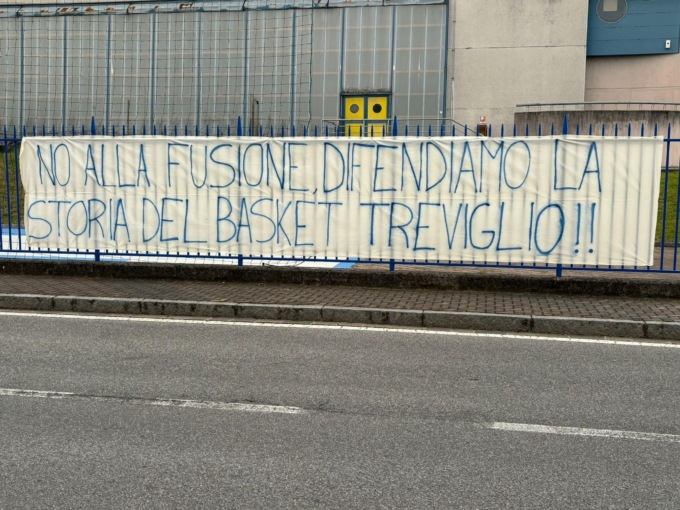 NO ALLA FUSIONE, DIFENDIAMO LA
STORIA DEL BASKET TREVIGLIO!!